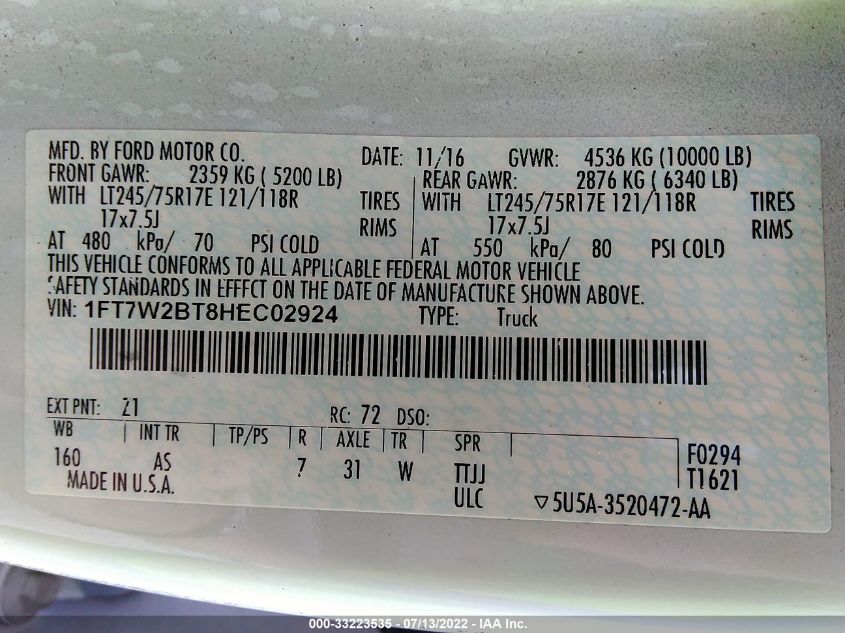 MFD. BY FORD MOTOR CO. DATE: 11/16 GVWR: 4536 KG (10000 LB)
FRONT GAWR: 2359 KG ( 5200 LB) REAR GAWR: 2876 KG ( 6340 LB)
WITH LT245/75R17E 121/118R TIRES WITH LT245/75R17E 121/118R TIRES
17x7.5J RIMS 17x7.5J RIMS
AT 480 kPa/ 70 PSI COLD AT 550 kPa/ 80 PSI COLD
THIS VEHICLE CONFORMS TO ALL APPLICABLE FEDERAL MOTOR VEHICLE
SAFETY STANDARDS IN EFFECT ON THE DATE OF MANUFACTURE SHOWN ABOVE.
VIN: 1FT7W2BT8HEC02924 TYPE: Truck
EXT PNT: Z1 RC: 72 DSO:
WB INT TR TP/PS R AXLE TR SPR F0294
160 AS 7 31 W TTJJ T1621
MADE IN U.S.A. ULC ▽5U5A-3520472-AA
000-33223535 - 07/13/2022 - IAA Inc.